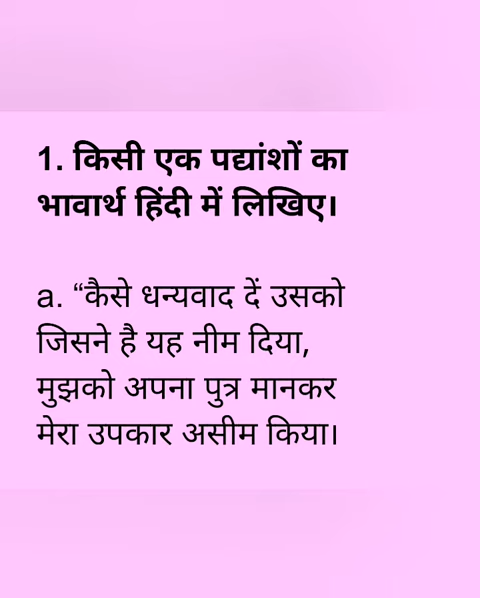 1. किसी एक पद्यांशों का
भावार्थ हिंदी में लिखिए।
a. “कैसे धन्यवाद दें उसको
जिसने है यह नीम दिया,
मुझको अपना पुत्र मानकर
मेरा उपकार असीम किया।